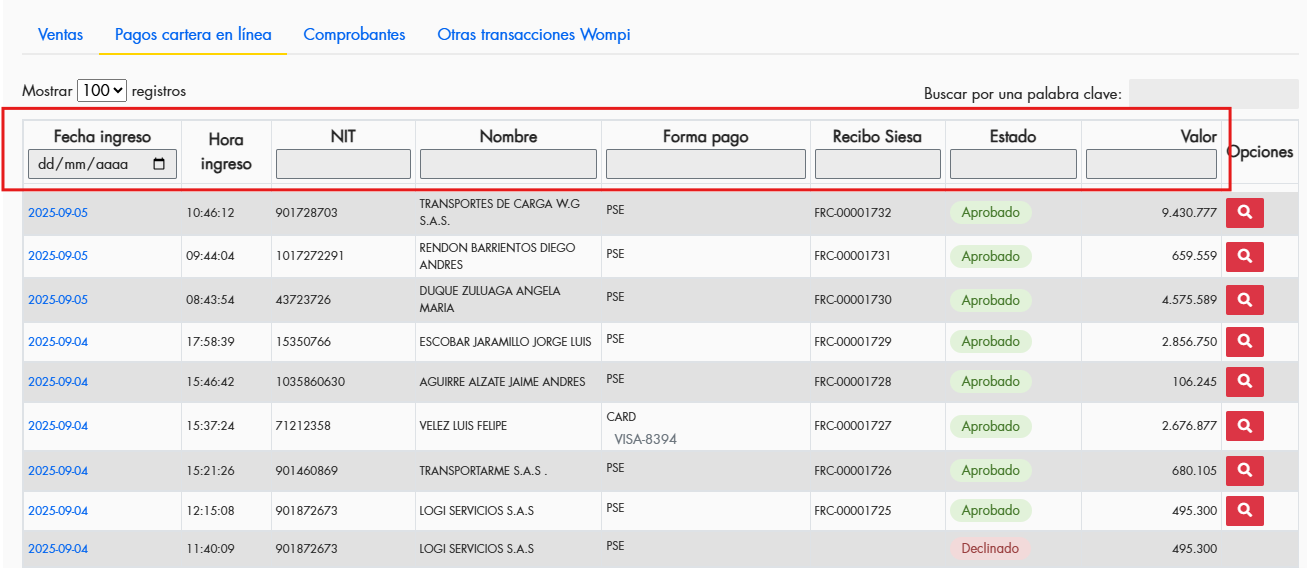 Ventas Pagos cartera en línea Comprobantes Otras transacciones Wompi
Mostrar 100 registros Buscar por una palabra clave:
Fecha ingreso Hora ingreso NIT Nombre Forma pago Recibo Siesa Estado Valor Opciones
dd/mm/aaaa
2025-09-05 10:46:12 901728703 TRANSPORTES DE CARGA W.G S.A.S. PSE FRC-00001732 Aprobado 9.430.777
2025-09-05 09:44:04 1017272291 RENDON BARRIENTOS DIEGO ANDRES PSE FRC-00001731 Aprobado 659.559
2025-09-05 08:43:54 43723726 DUQUE ZULUAGA ANGELA MARIA PSE FRC-00001730 Aprobado 4.575.589
2025-09-04 17:58:39 15350766 ESCOBAR JARAMILLO JORGE LUIS PSE FRC-00001729 Aprobado 2.856.750
2025-09-04 15:46:42 1035860630 AGUIRRE ALZATE JAIME ANDRES PSE FRC-00001728 Aprobado 106.245
2025-09-04 15:37:24 71212358 VELEZ LUIS FELIPE CARD VISA-8394 FRC-00001727 Aprobado 2.676.877
2025-09-04 15:21:26 901460869 TRANSPORTARME S.A.S . PSE FRC-00001726 Aprobado 680.105
2025-09-04 12:15:08 901872673 LOGI SERVICIOS S.A.S PSE FRC-00001725 Aprobado 495.300
2025-09-04 11:40:09 901872673 LOGI SERVICIOS S.A.S PSE Declinado 495.300